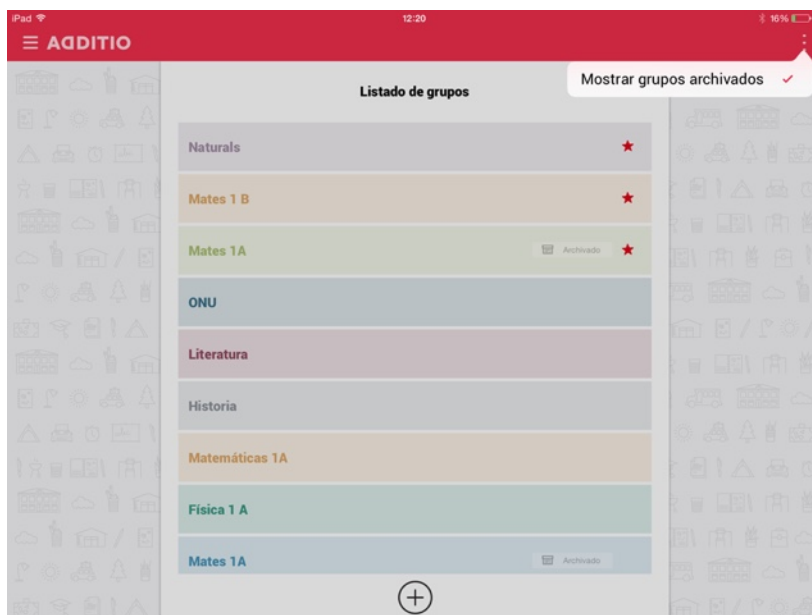 iPad 12:20 16%
ADDITIO
Mostrar grupos archivados
Listado de grupos
Naturals
Mates 1 B
Mates 1A Archivado
ONU
Literatura
Historia
Matemáticas 1A
Física 1 A
Mates 1A Archivado